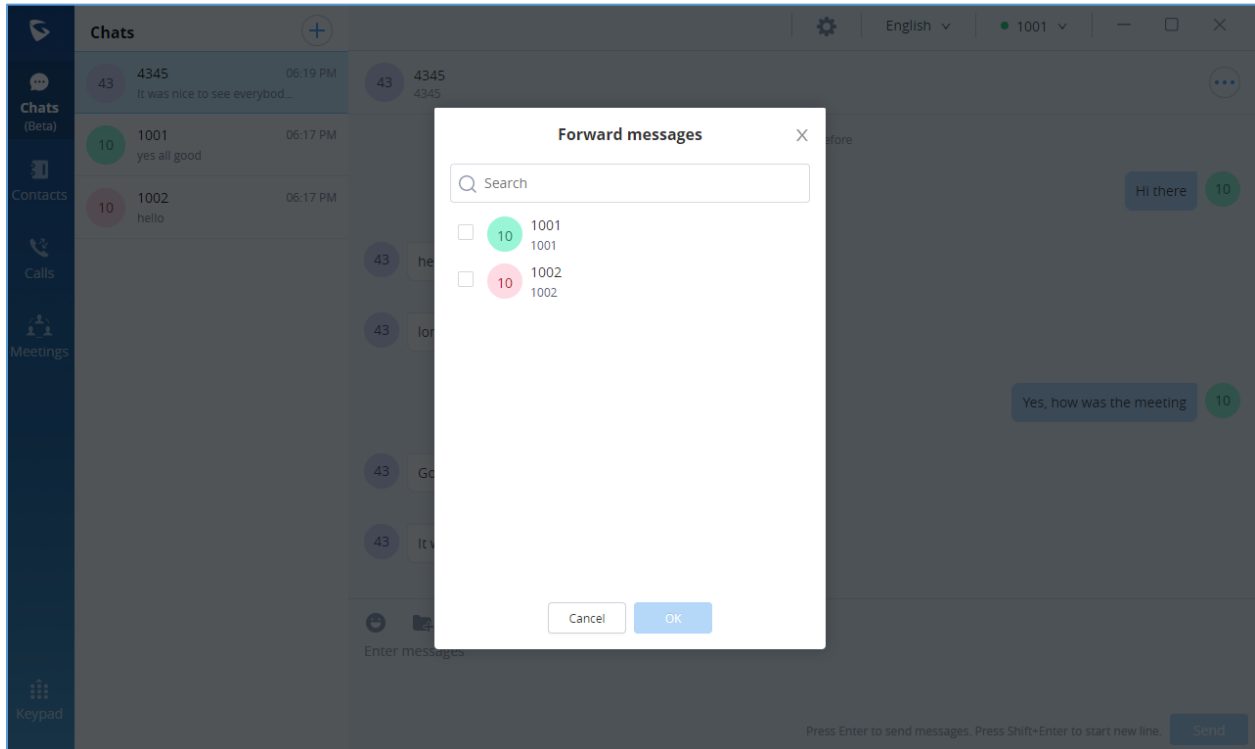 Chats
English
1001
Chats
(Beta)
Contacts
Calls
Meetings
Keypad
43
4345
06:19 PM
It was nice to see everybod...
10
1001
06:17 PM
yes all good
10
1002
06:17 PM
hello
43
4345
4345
efore
Hi there
10
43
he
43
lor
Yes, how was the meeting
10
43
Go
43
It w
Forward messages
Search
10
1001
1001
10
1002
1002
Cancel
OK
Enter messages
Press Enter to send messages. Press Shift+Enter to start new line.
Send